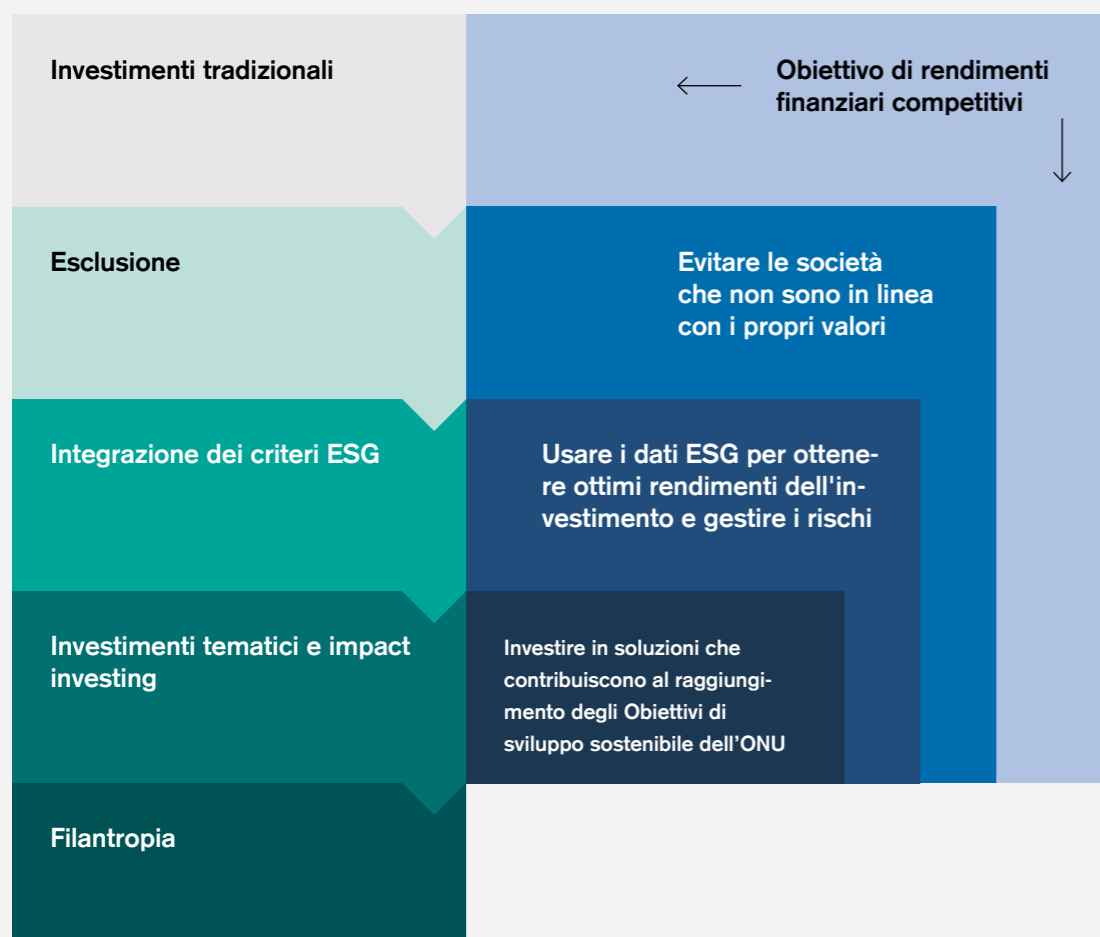 Investimenti tradizionali
Obiettivo di rendimenti
finanziari competitivi
Esclusione
Evitare le società
che non sono in linea
con i propri valori
Integrazione dei criteri ESG
Usare i dati ESG per ottene-
re ottimi rendimenti dell'in-
vestimento e gestire i rischi
Investimenti tematici e impact
investing
Investire in soluzioni che
contribuiscono al raggiungi-
mento degli Obiettivi di
sviluppo sostenibile dell’ONU
Filantropia